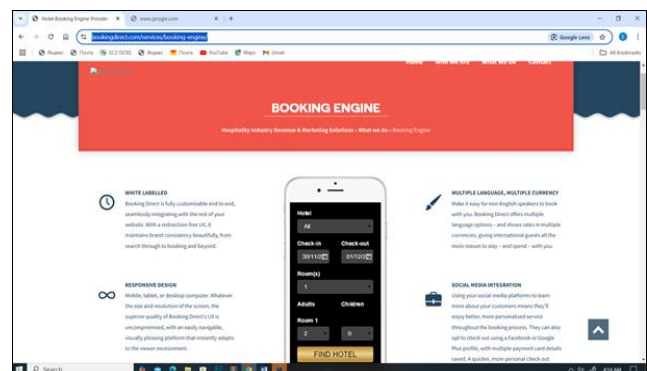 Hotel Booking Engine Provider
www.google.com
bookingdirect.com/services/booking-engine/
Google Lens
Яндекс
Почта
Яндекс
Почта
YouTube
Maps
Gmail
All Bookmarks
Home Who We Are What We Do Contact
BOOKING ENGINE
Hospitality Industry Revenue & Marketing Solutions - What we do - Booking Engine
WHITE LABELLED
Booking Direct is fully customisable end to end,
seamlessly integrating with the rest of your
website. With a redirection-free UX, it
maintains brand consistency beautifully, from
search through to booking and beyond.
RESPONSIVE DESIGN
Mobile, tablet, or desktop computer. Whatever
the size and resolution of the screen, the
superior quality of Booking Direct's UI is
uncompromised, with an easily-navigable,
visually pleasing platform that instantly adapts
to the viewer environment.
Hotel
All
Check-in Check-out
30/11/2 01/12/2
Room(s)
1
Adults Children
Room 1
2 0
FIND HOTEL
MULTIPLE LANGUAGE, MULTIPLE CURRENCY
Make it easy for non-English speakers to book
with you. Booking Direct offers multiple
language options – and shows rates in multiple
currencies, giving international guests all the
more reason to stay – and spend – with you.
SOCIAL MEDIA INTEGRATION
Using your social media platforms to learn
more about your customers means they'll
enjoy better, more personalised service
throughout the booking process. They can also
opt to check out using a Facebook or Google
Plus profile, with multiple payment card details
saved. A quicker, more personal check out
Search